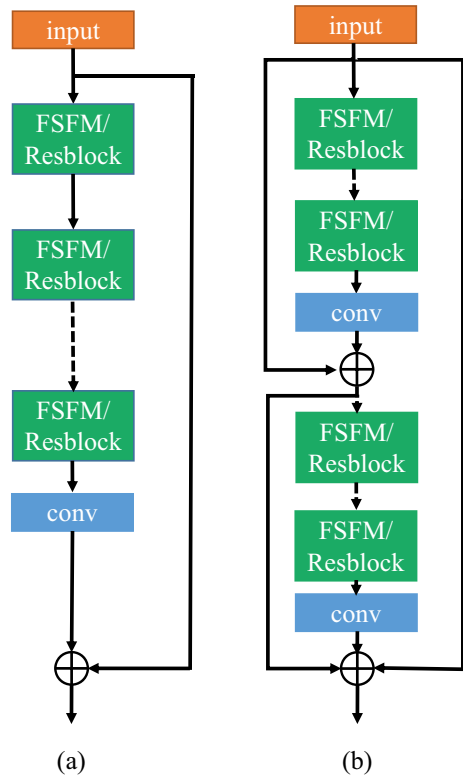 input
FSFM/
Resblock
FSFM/
Resblock
FSFM/
Resblock
conv
(a)
input
FSFM/
Resblock
FSFM/
Resblock
conv
FSFM/
Resblock
FSFM/
Resblock
conv
(b)